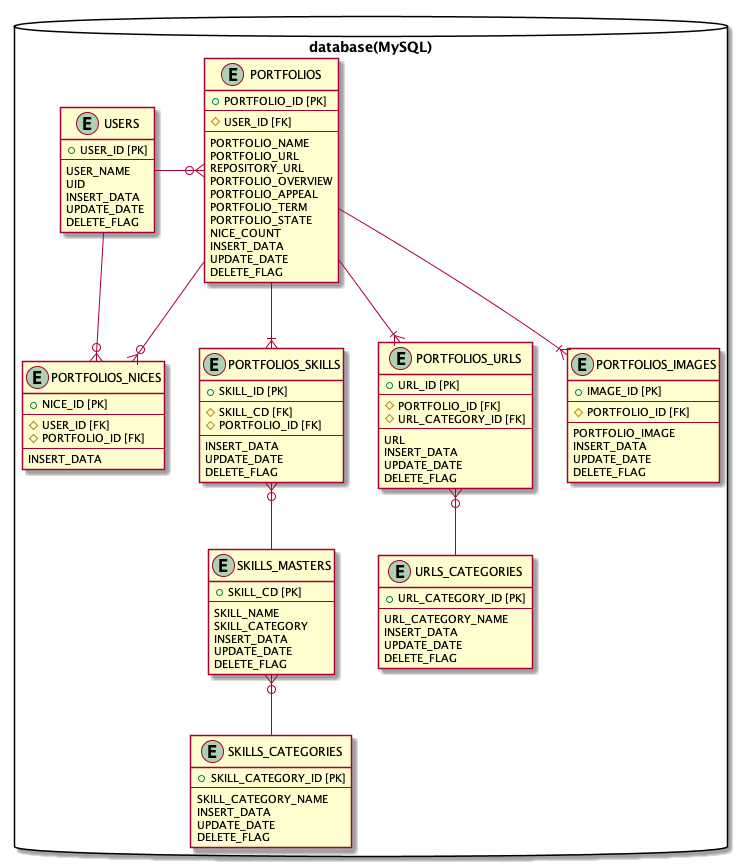 database(MySQL)
E PORTFOLIOS
PORTFOLIO_ID [PK]
USER_ID [FK]
PORTFOLIO_NAME
PORTFOLIO_URL
REPOSITORY_URL
PORTFOLIO_OVERVIEW
PORTFOLIO_APPEAL
PORTFOLIO_TERM
PORTFOLIO_STATE
NICE_COUNT
INSERT_DATA
UPDATE_DATE
DELETE_FLAG
E USERS
USER_ID [PK]
USER_NAME
UID
INSERT_DATA
UPDATE_DATE
DELETE_FLAG
E PORTFOLIOS_NICES
NICE_ID [PK]
USER_ID [FK]
PORTFOLIO_ID [FK]
INSERT_DATA
E PORTFOLIOS_SKILLS
SKILL_ID [PK]
SKILL_CD [FK]
PORTFOLIO_ID [FK]
INSERT_DATA
UPDATE_DATE
DELETE_FLAG
E PORTFOLIOS_URLS
URL_ID [PK]
PORTFOLIO_ID [FK]
URL_CATEGORY_ID [FK]
URL
INSERT_DATA
UPDATE_DATE
DELETE_FLAG
E PORTFOLIOS_IMAGES
IMAGE_ID [PK]
PORTFOLIO_ID [FK]
PORTFOLIO_IMAGE
INSERT_DATA
UPDATE_DATE
DELETE_FLAG
E SKILLS_MASTERS
SKILL_CD [PK]
SKILL_NAME
SKILL_CATEGORY
INSERT_DATA
UPDATE_DATE
DELETE_FLAG
E URLS_CATEGORIES
URL_CATEGORY_ID [PK]
URL_CATEGORY_NAME
INSERT_DATA
UPDATE_DATE
DELETE_FLAG
E SKILLS_CATEGORIES
SKILL_CATEGORY_ID [PK]
SKILL_CATEGORY_NAME
INSERT_DATA
UPDATE_DATE
DELETE_FLAG